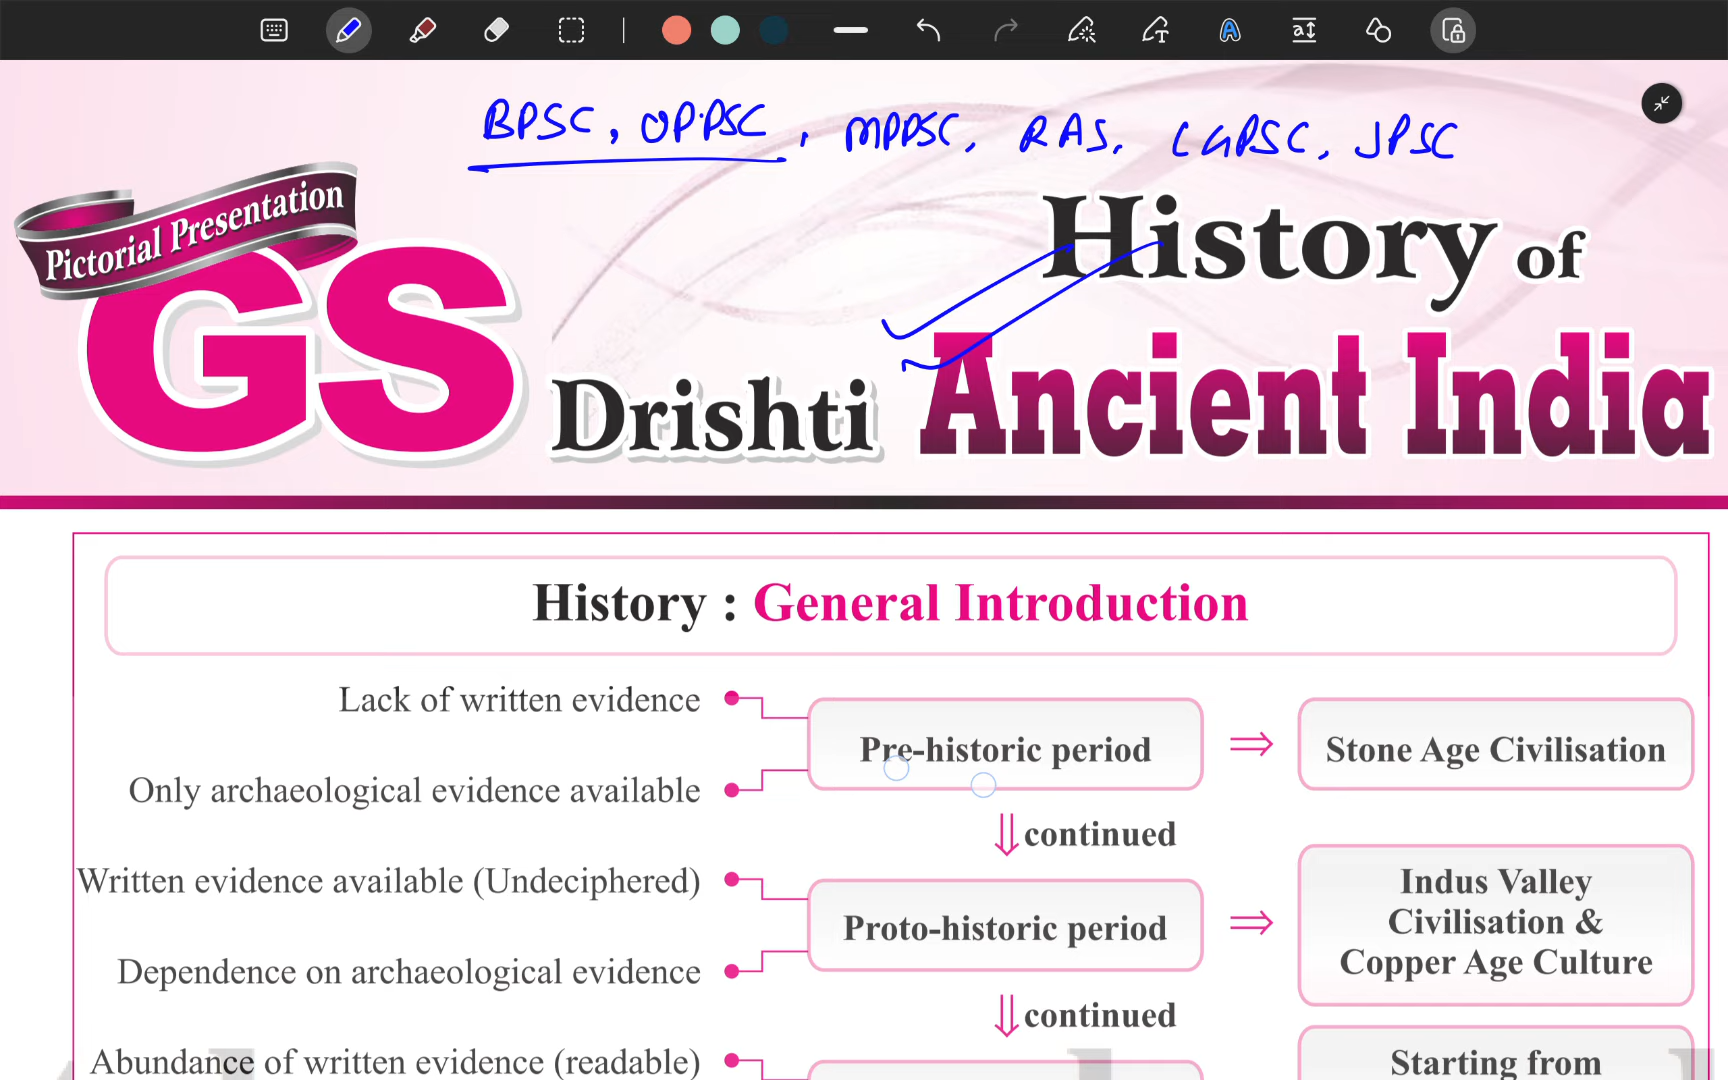 BPSC, UPPSC, MPPSC, RAS, CGPSC, JPSC
Pictorial Presentation
GS Drishti
History of
Ancient India
History : General Introduction
Lack of written evidence
Only archaeological evidence available
Pre-historic period
Stone Age Civilisation
continued
Written evidence available (Undeciphered)
Dependence on archaeological evidence
Proto-historic period
Indus Valley
Civilisation &
Copper Age Culture
continued
Abundance of written evidence (readable)
Starting from